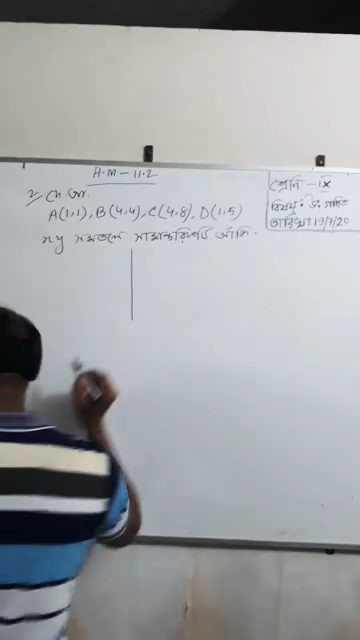 H.M - 11.2
২, দে.আ.
A(1,1), B(4,4), C(4,8), D(1,5)
xy সমতলে সামান্তরিকটি আঁকি.
শ্রেণি - IX
বিষয় : উ: গণিত
তারিখ: 19/7/20